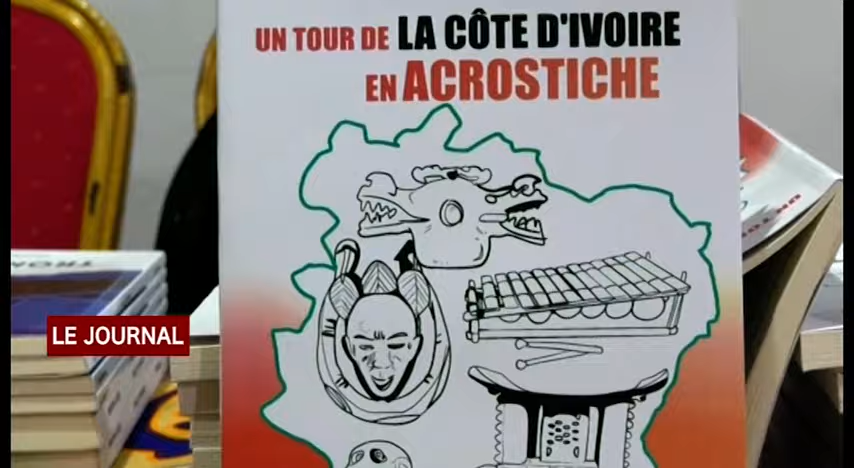 UN TOUR DE LA CÔTE D'IVOIRE
EN ACROSTICHE
LE JOURNAL